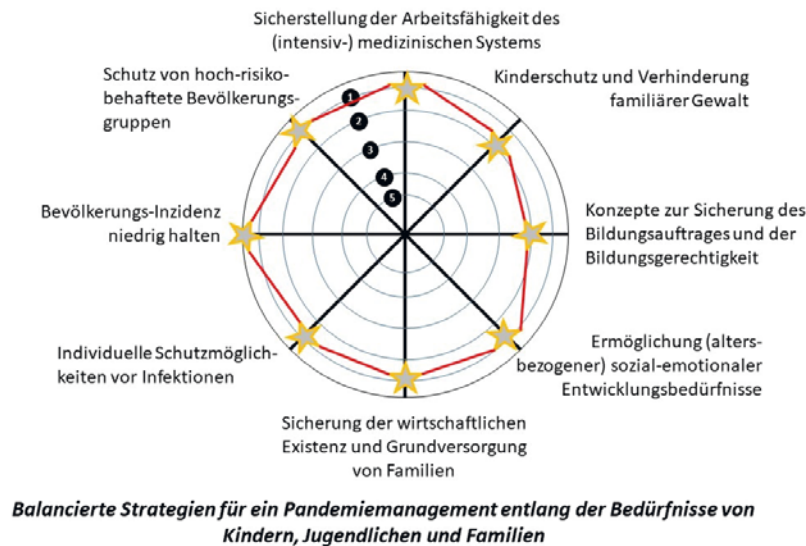 Sicherstellung der Arbeitsfähigkeit des
(intensiv-) medizinischen Systems
Schutz von hoch-risiko-
behaftete Bevölkerungs-
gruppen
Kinderschutz und Verhinderung
familiärer Gewalt
1
2
3
4
5
Bevölkerungs-Inzidenz
niedrig halten
Konzepte zur Sicherung des
Bildungsauftrages und der
Bildungsgerechtigkeit
Individuelle Schutzmöglich-
keiten vor Infektionen
Ermöglichung (alters-
bezogener) sozial-emotionaler
Entwicklungsbedürfnisse
Sicherung der wirtschaftlichen
Existenz und Grundversorgung
von Familien
Balancierte Strategien für ein Pandemiemanagement entlang der Bedürfnisse von
Kindern, Jugendlichen und Familien